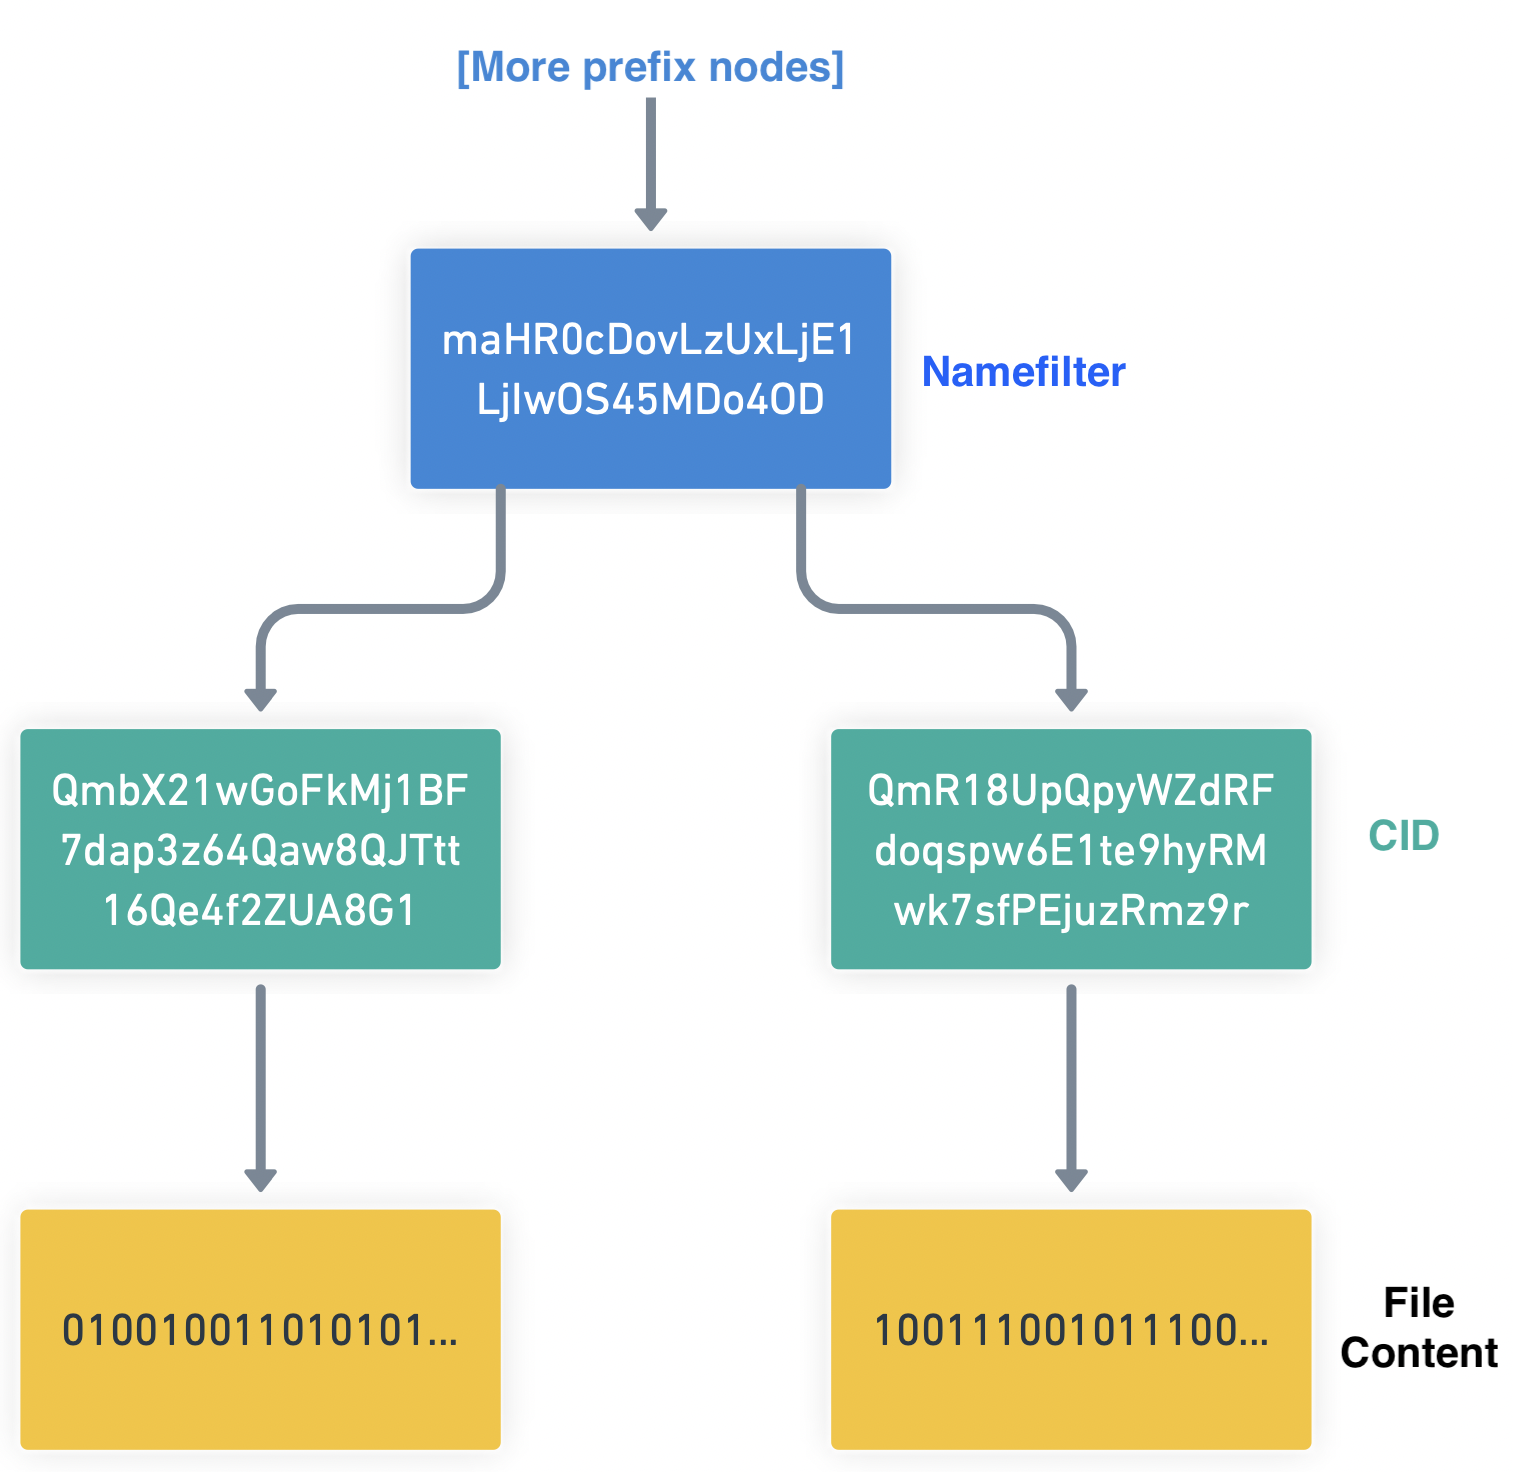 [More prefix nodes]
maHR0cDovLzUxLjE1
LjIwOS45MDo4OD
Namefilter
QmbX21wGoFkMj1BF
7dap3z64Qaw8QJTtt
16Qe4f2ZUA8G1
QmR18UpQpyWZdRF
doqspw6E1te9hyRM
wk7sfPEjuzRmz9r
CID
010010011010101...
100111001011100...
File
Content